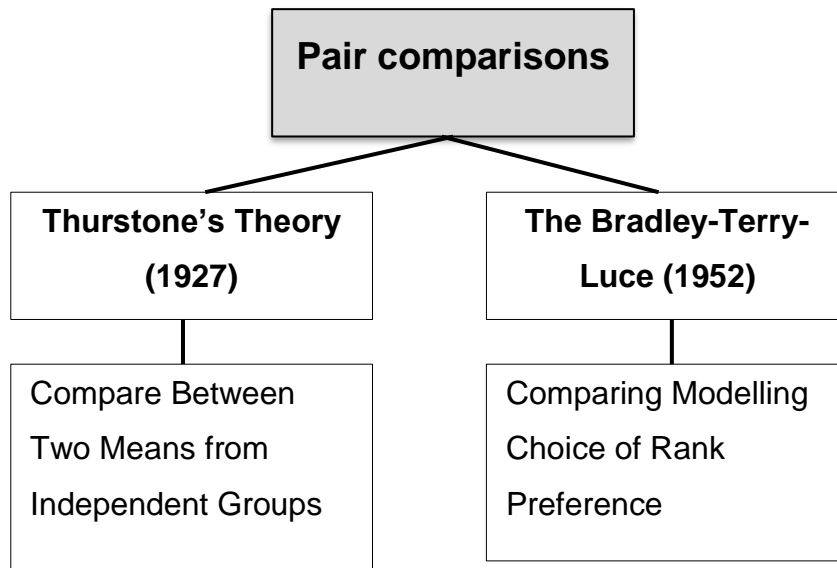 Pair comparisons
Thurstone’s Theory
(1927)
The Bradley-Terry-
Luce (1952)
Compare Between
Two Means from
Independent Groups
Comparing Modelling
Choice of Rank
Preference